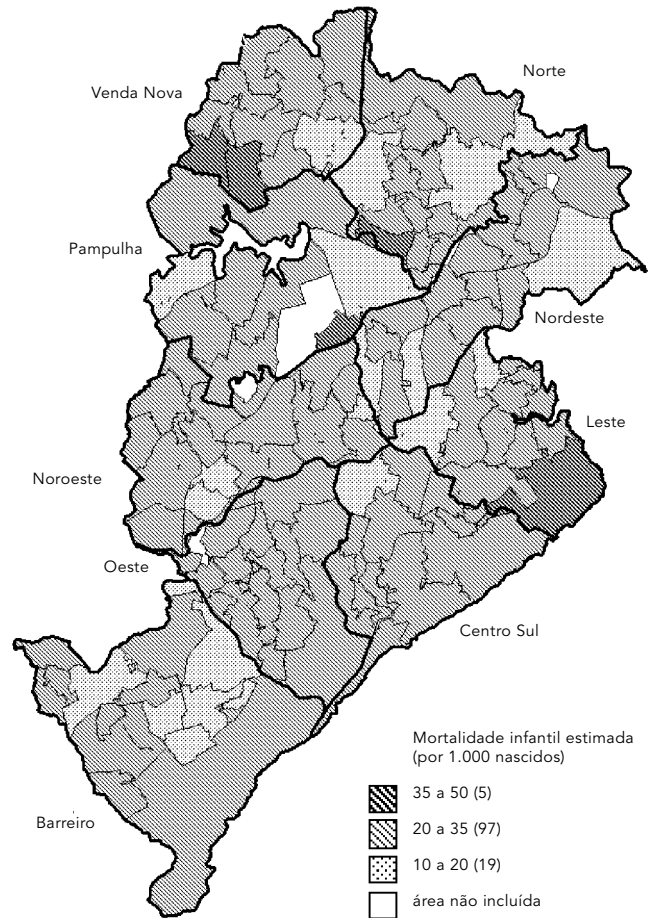 Norte
Venda Nova
Pampulha
Nordeste
Leste
Noroeste
Oeste
Centro Sul
Barreiro
Mortalidade infantil estimada
(por 1.000 nascidos)
35 a 50 (5)
20 a 35 (97)
10 a 20 (19)
área não incluída